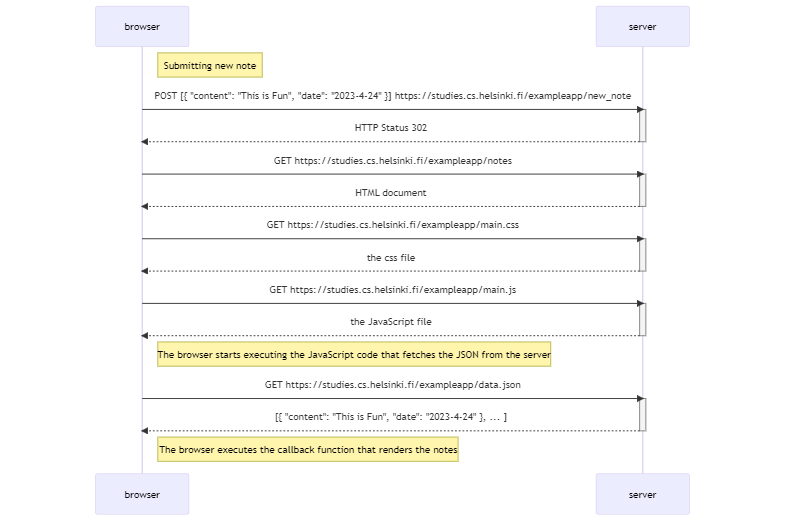 browser
server
Submitting new note
POST [{ "content": "This is Fun", "date": "2023-4-24" }] https://studies.cs.helsinki.fi/exampleapp/new_note
HTTP Status 302
GET https://studies.cs.helsinki.fi/exampleapp/notes
HTML document
GET https://studies.cs.helsinki.fi/exampleapp/main.css
the css file
GET https://studies.cs.helsinki.fi/exampleapp/main.js
the JavaScript file
The browser starts executing the JavaScript code that fetches the JSON from the server
GET https://studies.cs.helsinki.fi/exampleapp/data.json
[{ "content": "This is Fun", "date": "2023-4-24" }, ... ]
The browser executes the callback function that renders the notes
browser
server